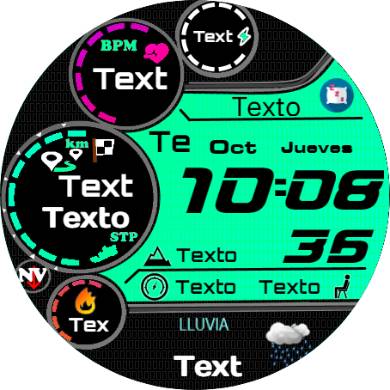 Text
BPM
Text
Texto
Te Oct Jueves
km
Text
10:08
Texto
STP
36
Texto
NV
Texto Texto
Tex
LLUVIA
Text